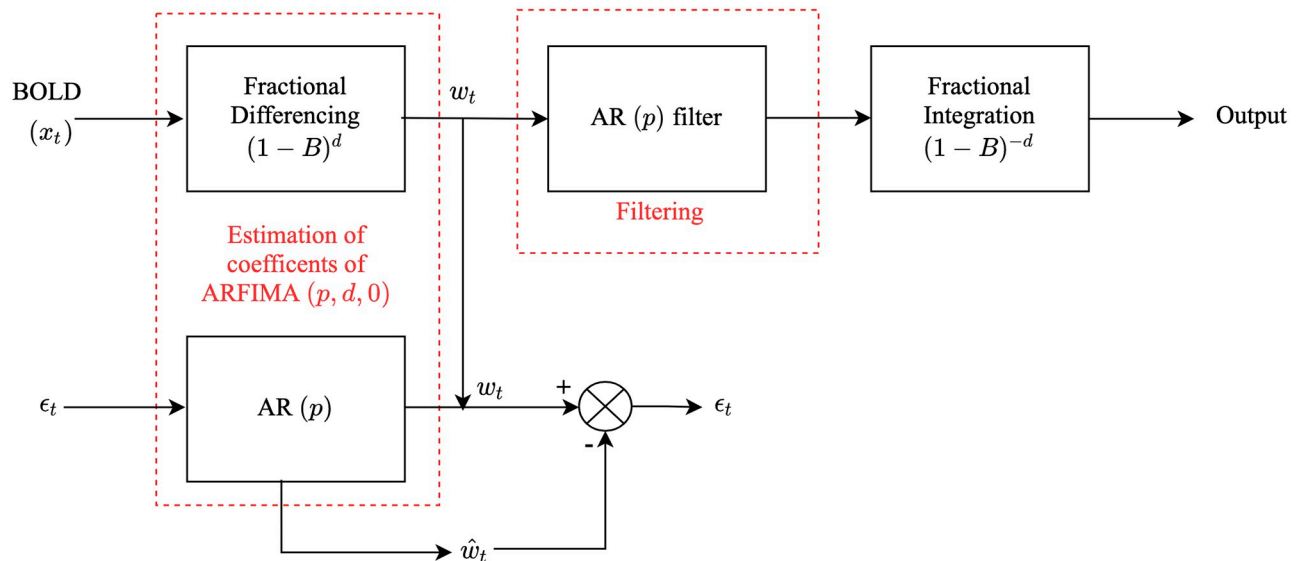 BOLD
(x_t)
Fractional
Differencing
(1 − B)^d
w_t
AR (p) filter
Filtering
Fractional
Integration
(1 − B)^{−d}
Output
Estimation of
coefficents of
ARFIMA (p, d, 0)
ϵ_t
AR (p)
w_t
+
-
ϵ_t
ŵ_t